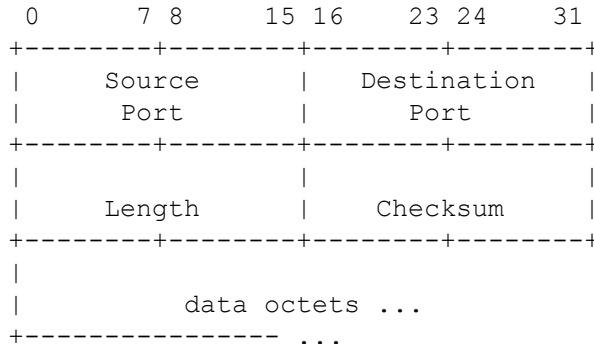 0 7 8 15 16 23 24 31
+--------+--------+--------+--------+
| Source | Destination |
| Port | Port |
+--------+--------+--------+--------+
| | |
| Length | Checksum |
+--------+--------+--------+--------+
|
| data octets ...
+---------------- ...